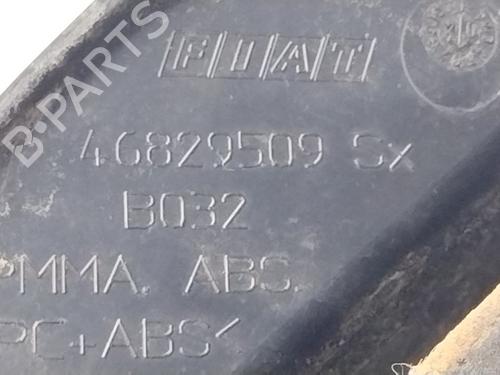 B-PARTS
FIAT
46829509 Sx
B032
PMMA. ABS.
PC+ABS<